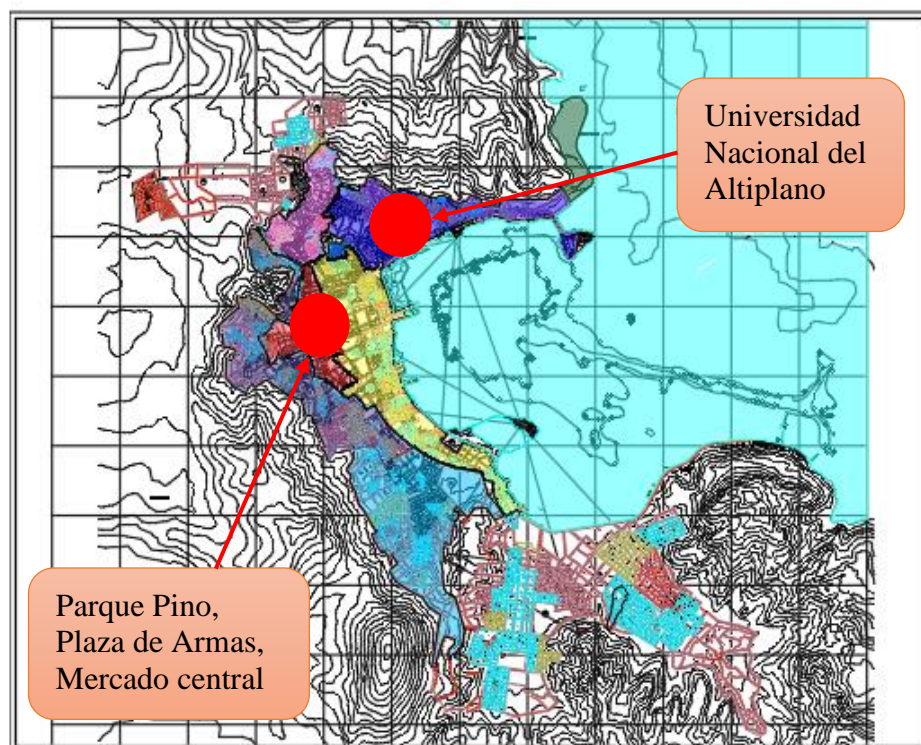 Universidad
Nacional del
Altiplano
Parque Pino,
Plaza de Armas,
Mercado central